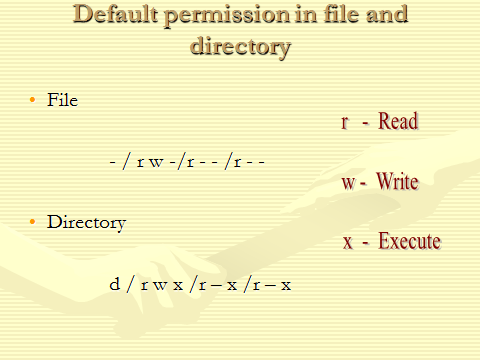 Default permission in file and
directory
• File
r - Read
- / r w -/r - - /r - -
w - Write
• Directory
x - Execute
d / r w x /r – x /r – x